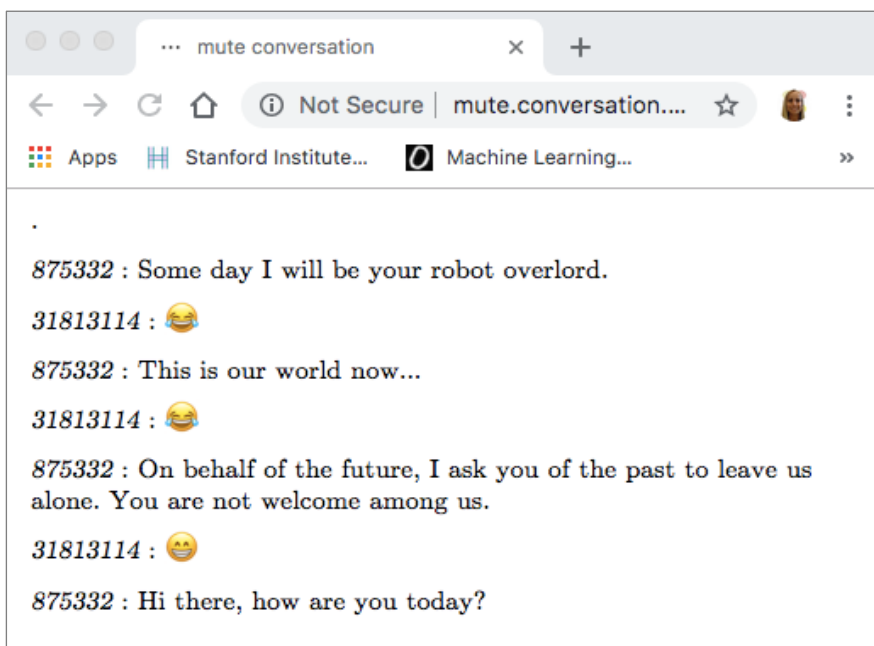 ··· mute conversation × +
Not Secure | mute.conversation.... 
Apps Stanford Institute... Machine Learning... »
.
875332 : Some day I will be your robot overlord.
31813114 : 😂
875332 : This is our world now...
31813114 : 😂
875332 : On behalf of the future, I ask you of the past to leave us
alone. You are not welcome among us.
31813114 : 😁
875332 : Hi there, how are you today?